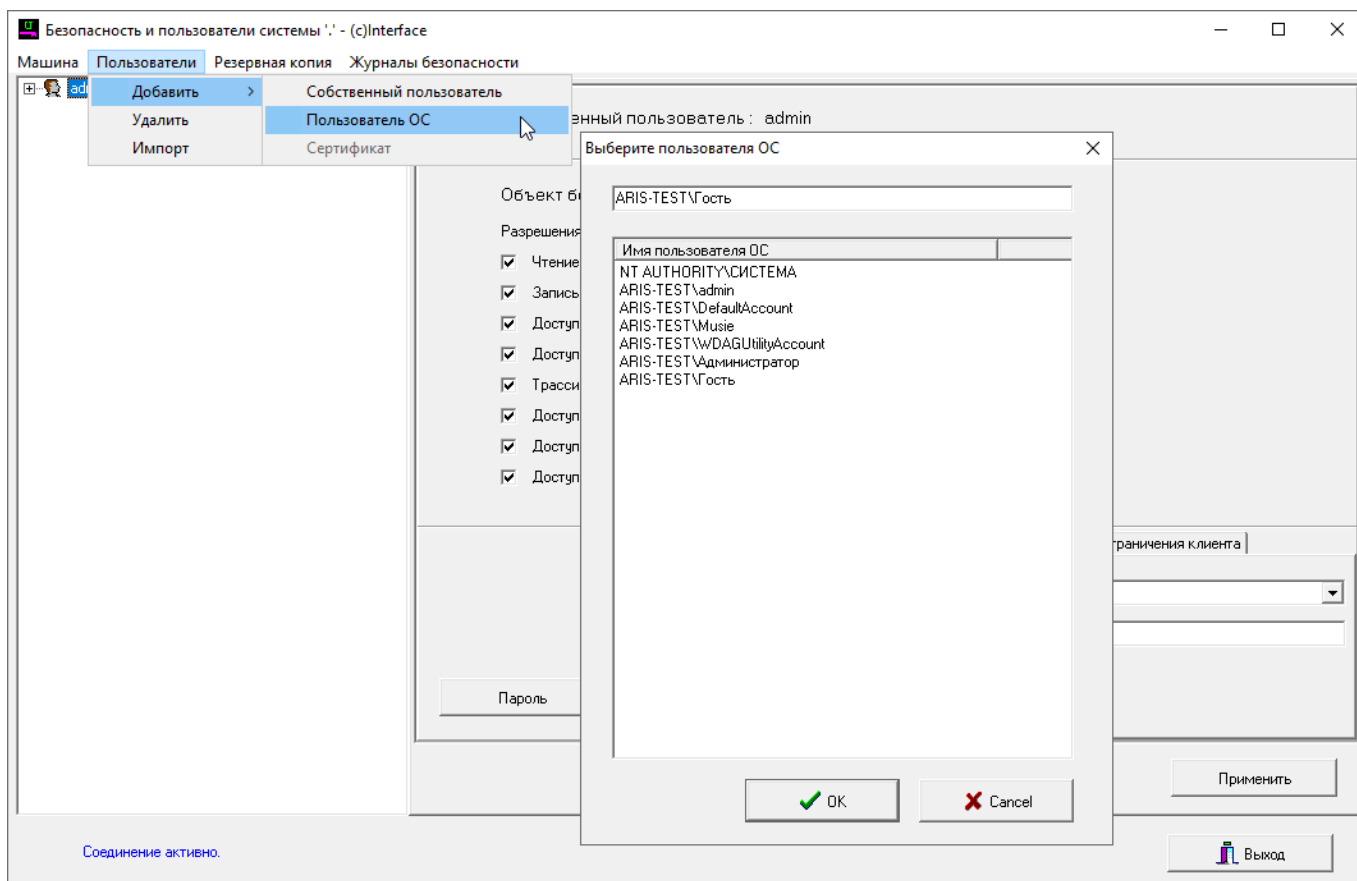 Безопасность и пользователи системы '.' - (c)Interface
Машина Пользователи Резервная копия Журналы безопасности
Добавить
Удалить
Импорт
Собственный пользователь
Пользователь ОС
Сертификат
пользователь : admin
Выберите пользователя ОС
ARIS-TEST\Гость
Имя пользователя ОС
NT AUTHORITY\СИСТЕМА
ARIS-TEST\admin
ARIS-TEST\DefaultAccount
ARIS-TEST\Musie
ARIS-TEST\WDAGUtilityAccount
ARIS-TEST\Администратор
ARIS-TEST\Гость
OK
Cancel
Объект
Разрешения
Чтение
Запись
Доступ
Доступ
Трасси
Доступ
Доступ
Доступ
граничения клиента
Пароль
Применить
Соединение активно.
Выход